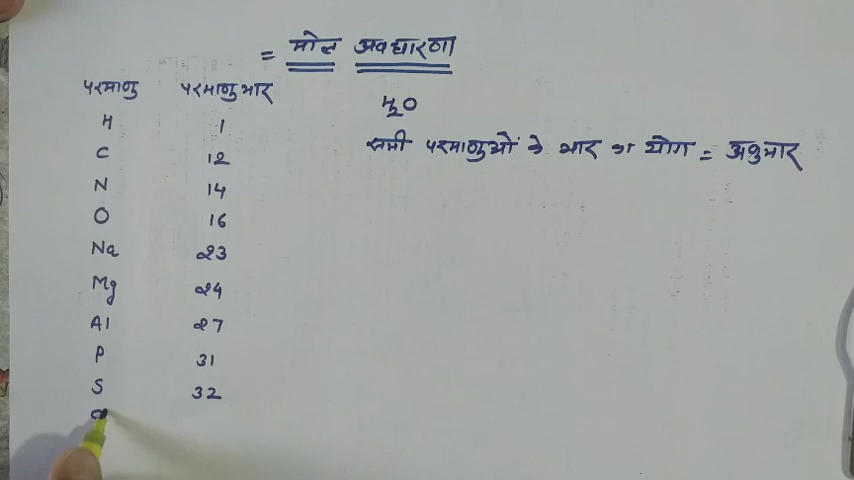 = मोल अवधारणा
परमाणु परमाणुभार
H 1
C 12
N 14
O 16
Na 23
Mg 24
Al 27
P 31
S 32
H₂O
सभी परमाणुओं के भार का योग = अणुभार